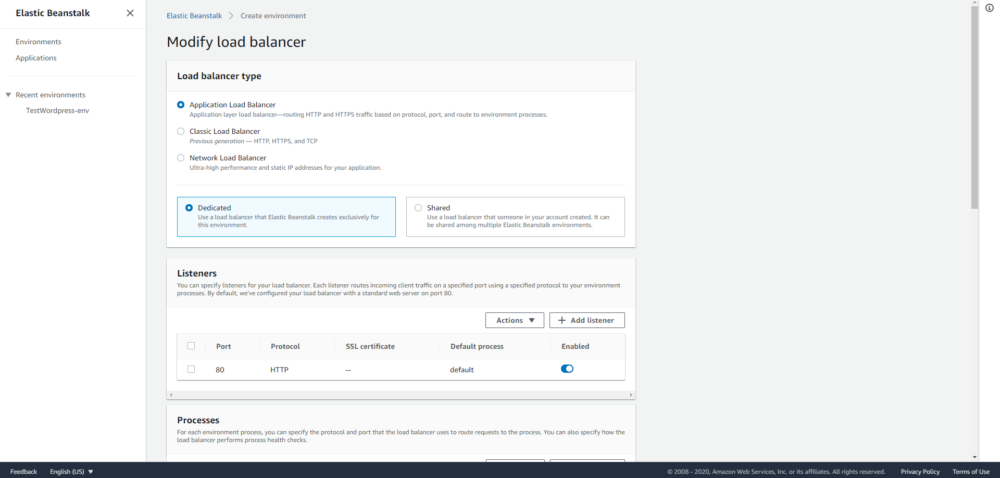 Elastic Beanstalk
Environments
Applications
Recent environments
TestWordpress-env
Elastic Beanstalk
Create environment
Modify load balancer
Load balancer type
Application Load Balancer
Application layer load balancer—routing HTTP and HTTPS traffic based on protocol, port, and route to environment processes.
Classic Load Balancer
Previous generation — HTTP, HTTPS, and TCP
Network Load Balancer
Ultra-high performance and static IP addresses for your application.
Dedicated
Use a load balancer that Elastic Beanstalk creates exclusively for
this environment.
Shared
Use a load balancer that someone in your account created. It can
be shared among multiple Elastic Beanstalk environments.
Listeners
You can specify listeners for your load balancer. Each listener routes incoming client traffic on a specified port using a specified protocol to your environment
processes. By default, we've configured your load balancer with a standard web server on port 80.
Actions
Add listener
Port Protocol SSL certificate Default process Enabled
80 HTTP -- default
Processes
For each environment process, you can specify the protocol and port that the load balancer uses to route requests to the process. You can also specify how the
load balancer performs process health checks.
Feedback English (US) © 2008 - 2020, Amazon Web Services, Inc. or its affiliates. All rights reserved. Privacy Policy Terms of Use